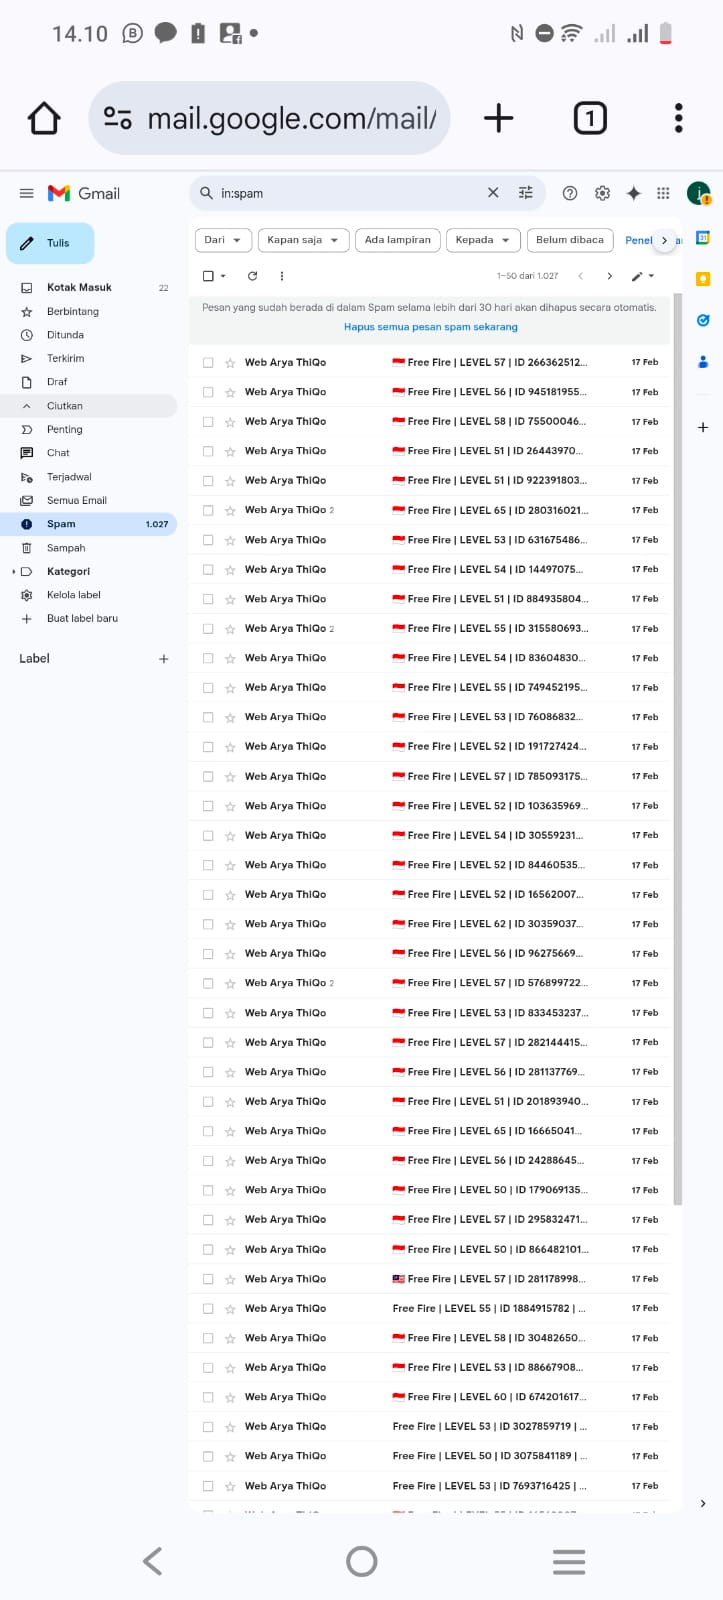 14.10
mail.google.com/mail/
1
Gmail
in:spam
Tulis
Dari
Kapan saja
Ada lampiran
Kepada
Belum dibaca
1–50 dari 1.027
Pesan yang sudah berada di dalam Spam selama lebih dari 30 hari akan dihapus secara otomatis.
Hapus semua pesan spam sekarang
Kotak Masuk 22
Berbintang
Ditunda
Terkirim
Draf
Ciutkan
Penting
Chat
Terjadwal
Semua Email
Spam 1.027
Sampah
Kategori
Kelola label
Buat label baru
Label
Web Arya ThiQo 🇮🇩 Free Fire | LEVEL 57 | ID 266362512... 17 Feb
Web Arya ThiQo 🇮🇩 Free Fire | LEVEL 56 | ID 945181955... 17 Feb
Web Arya ThiQo 🇮🇩 Free Fire | LEVEL 58 | ID 75500046... 17 Feb
Web Arya ThiQo 🇮🇩 Free Fire | LEVEL 51 | ID 26443970... 17 Feb
Web Arya ThiQo 🇮🇩 Free Fire | LEVEL 51 | ID 922391803... 17 Feb
Web Arya ThiQo 2 🇮🇩 Free Fire | LEVEL 65 | ID 280316021... 17 Feb
Web Arya ThiQo 🇮🇩 Free Fire | LEVEL 53 | ID 631675486... 17 Feb
Web Arya ThiQo 🇮🇩 Free Fire | LEVEL 54 | ID 14497075... 17 Feb
Web Arya ThiQo 🇮🇩 Free Fire | LEVEL 51 | ID 884935804... 17 Feb
Web Arya ThiQo 2 🇮🇩 Free Fire | LEVEL 55 | ID 315580693... 17 Feb
Web Arya ThiQo 🇮🇩 Free Fire | LEVEL 54 | ID 83604830... 17 Feb
Web Arya ThiQo 🇮🇩 Free Fire | LEVEL 55 | ID 749452195... 17 Feb
Web Arya ThiQo 🇮🇩 Free Fire | LEVEL 53 | ID 76086832... 17 Feb
Web Arya ThiQo 🇮🇩 Free Fire | LEVEL 52 | ID 191727424... 17 Feb
Web Arya ThiQo 🇮🇩 Free Fire | LEVEL 57 | ID 785093175... 17 Feb
Web Arya ThiQo 🇮🇩 Free Fire | LEVEL 52 | ID 103635969... 17 Feb
Web Arya ThiQo 🇮🇩 Free Fire | LEVEL 54 | ID 30559231... 17 Feb
Web Arya ThiQo 🇮🇩 Free Fire | LEVEL 52 | ID 84460535... 17 Feb
Web Arya ThiQo 🇮🇩 Free Fire | LEVEL 52 | ID 16562007... 17 Feb
Web Arya ThiQo 🇮🇩 Free Fire | LEVEL 62 | ID 30359037... 17 Feb
Web Arya ThiQo 🇮🇩 Free Fire | LEVEL 56 | ID 96275669... 17 Feb
Web Arya ThiQo 2 🇮🇩 Free Fire | LEVEL 57 | ID 576899722... 17 Feb
Web Arya ThiQo 🇮🇩 Free Fire | LEVEL 53 | ID 833453237... 17 Feb
Web Arya ThiQo 🇮🇩 Free Fire | LEVEL 57 | ID 282144415... 17 Feb
Web Arya ThiQo 🇮🇩 Free Fire | LEVEL 56 | ID 281137769... 17 Feb
Web Arya ThiQo 🇮🇩 Free Fire | LEVEL 51 | ID 201893940... 17 Feb
Web Arya ThiQo 🇮🇩 Free Fire | LEVEL 65 | ID 16665041... 17 Feb
Web Arya ThiQo 🇮🇩 Free Fire | LEVEL 56 | ID 24288645... 17 Feb
Web Arya ThiQo 🇮🇩 Free Fire | LEVEL 50 | ID 179069135... 17 Feb
Web Arya ThiQo 🇮🇩 Free Fire | LEVEL 57 | ID 295832471... 17 Feb
Web Arya ThiQo 🇮🇩 Free Fire | LEVEL 50 | ID 866482101... 17 Feb
Web Arya ThiQo 🇲🇾 Free Fire | LEVEL 57 | ID 281178998... 17 Feb
Web Arya ThiQo Free Fire | LEVEL 55 | ID 1884915782 | ... 17 Feb
Web Arya ThiQo 🇮🇩 Free Fire | LEVEL 58 | ID 30482650... 17 Feb
Web Arya ThiQo 🇮🇩 Free Fire | LEVEL 53 | ID 88667908... 17 Feb
Web Arya ThiQo 🇮🇩 Free Fire | LEVEL 60 | ID 674201617... 17 Feb
Web Arya ThiQo Free Fire | LEVEL 53 | ID 3027859719 | ... 17 Feb
Web Arya ThiQo Free Fire | LEVEL 50 | ID 3075841189 | ... 17 Feb
Web Arya ThiQo Free Fire | LEVEL 53 | ID 7693716425 | ... 17 Feb